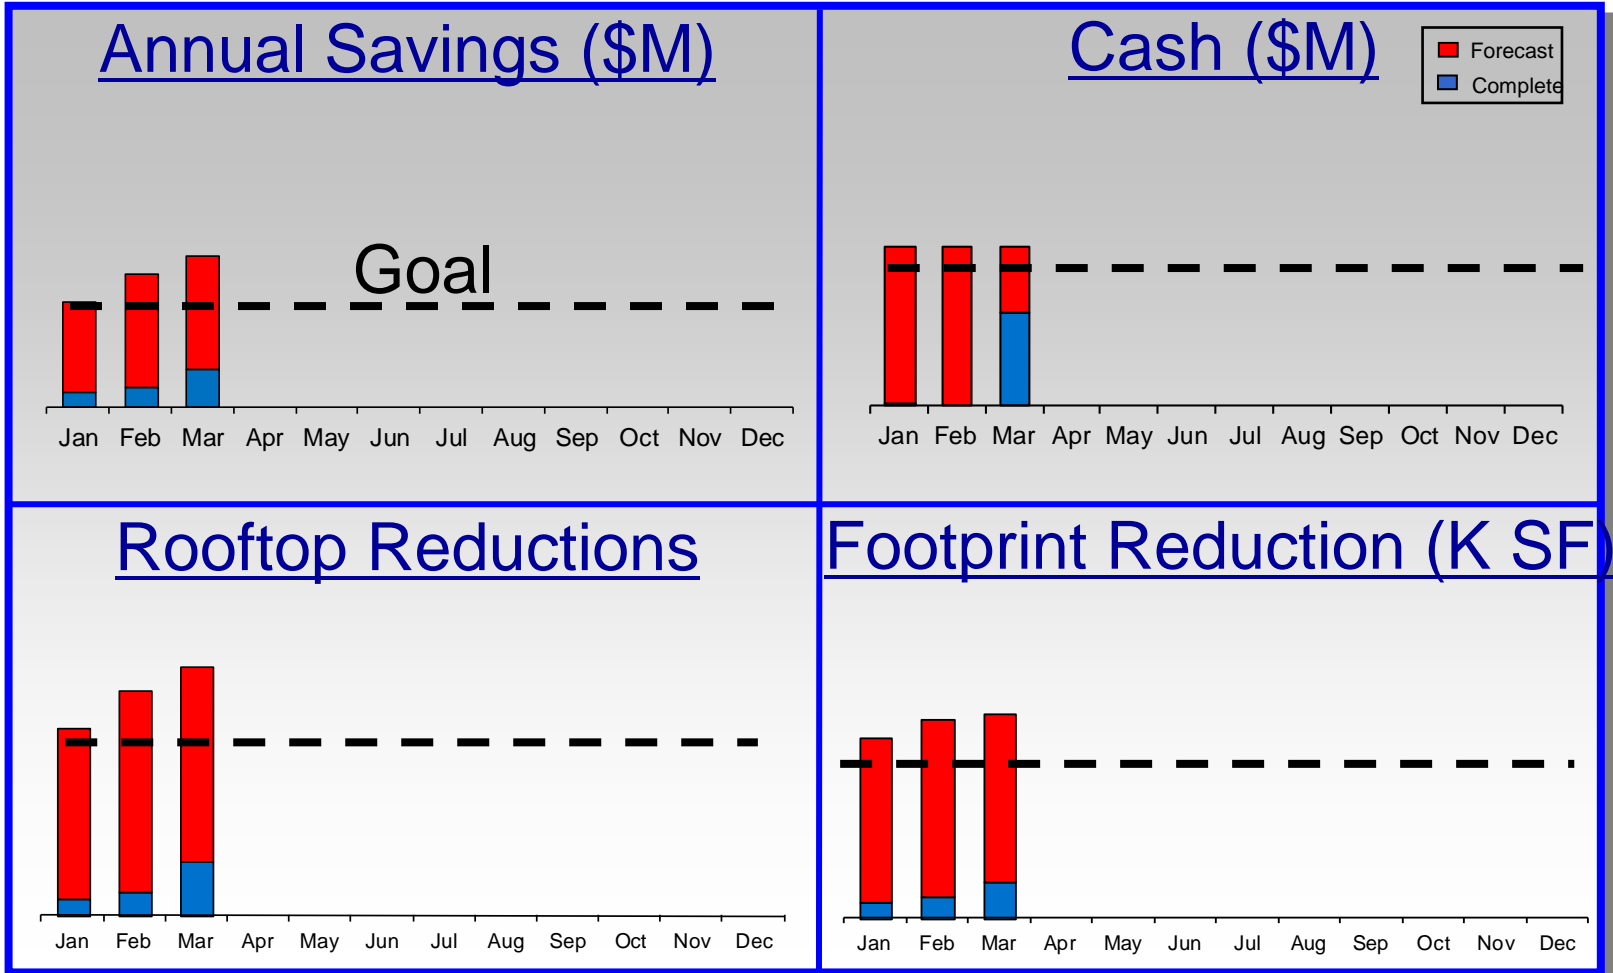 Annual Savings ($M)
Goal
Jan Feb Mar Apr May Jun Jul Aug Sep Oct Nov Dec
Cash ($M)
Forecast
Complete
Jan Feb Mar Apr May Jun Jul Aug Sep Oct Nov Dec
Rooftop Reductions
Jan Feb Mar Apr May Jun Jul Aug Sep Oct Nov Dec
Footprint Reduction (K SF)
Jan Feb Mar Apr May Jun Jul Aug Sep Oct Nov Dec